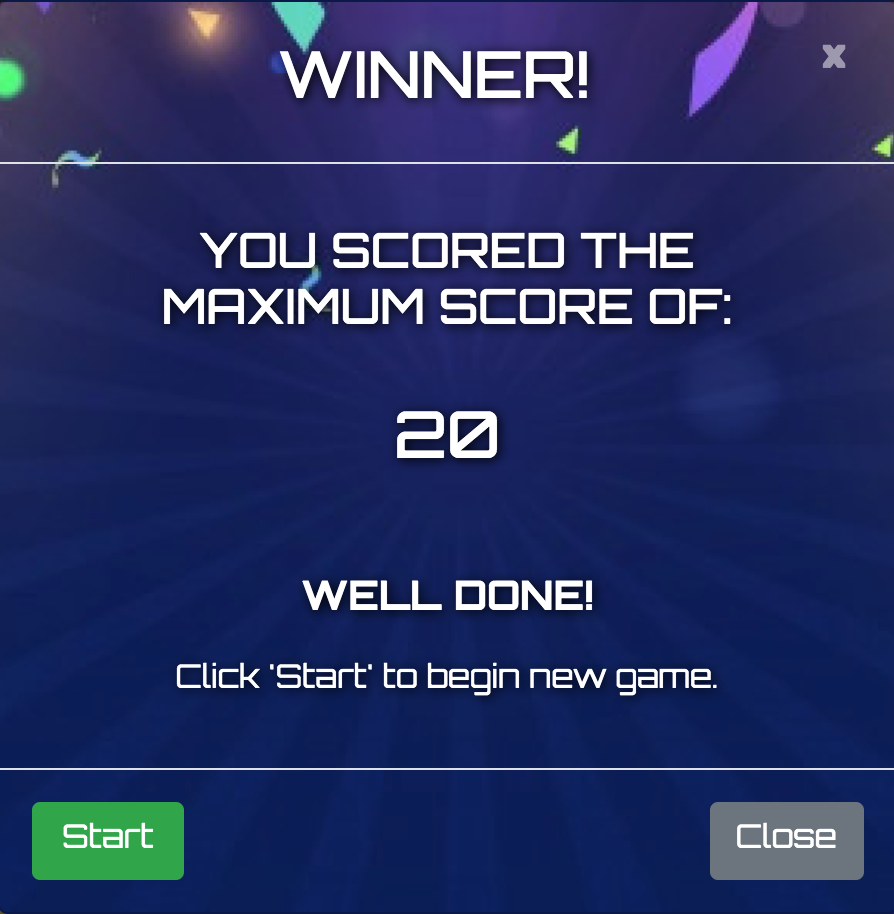 WINNER!
x
YOU SCORED THE
MAXIMUM SCORE OF:
20
WELL DONE!
Click 'Start' to begin new game.
Start
Close